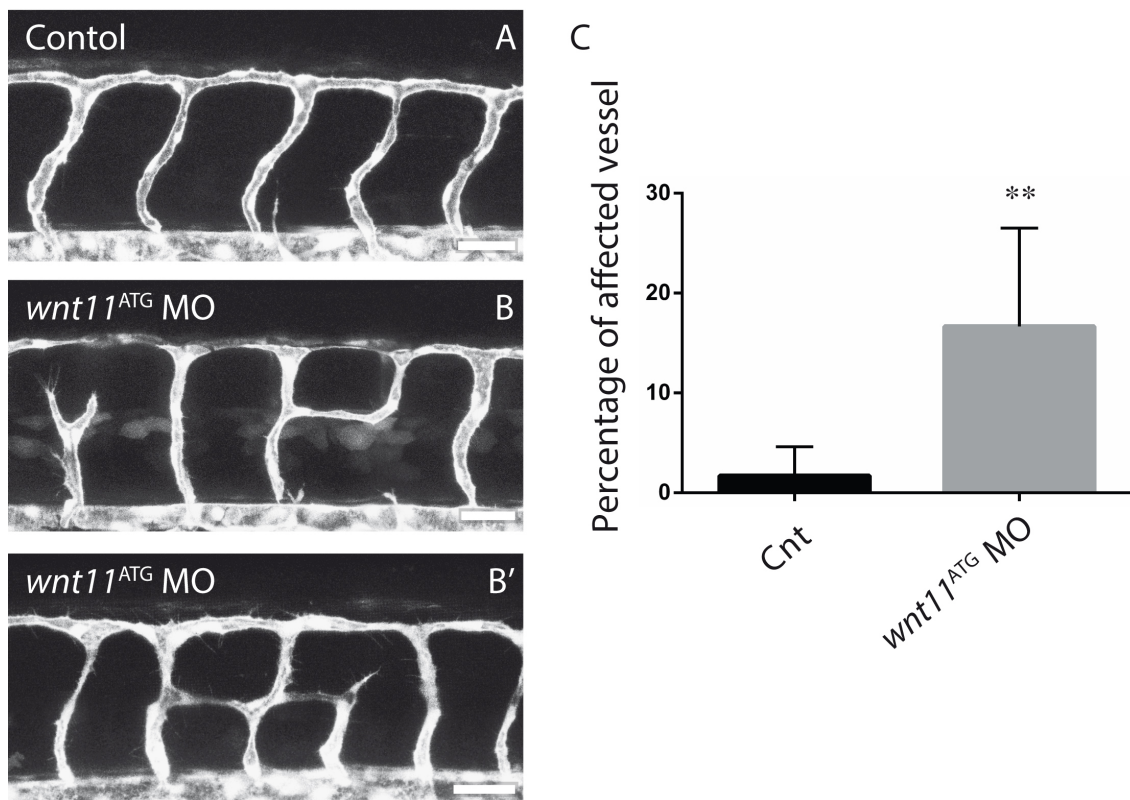 Contol A
wnt11ATG MO B
wnt11ATG MO B′
C
Percentage of affected vessel
30
20
10
0
**
Cnt
wnt11ATG MO